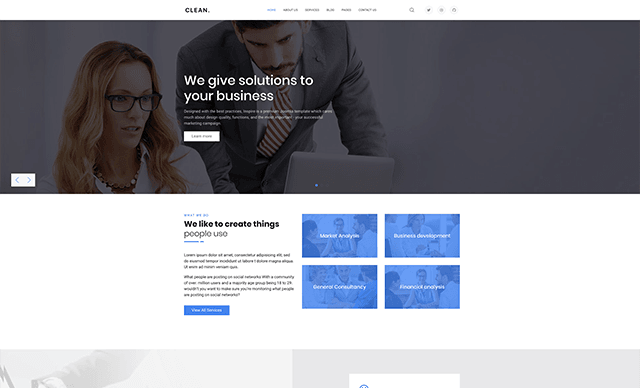 CLEAN.
HOME ABOUT US SERVICES BLOG PAGES CONTACT US
We give solutions to
your business
Designed with the best practices, Inspire is a premium Joomla template which cares
much about design quality, functions, and the most important - your successful
marketing campaign.
Learn more
WHAT WE DO
We like to create things
people use
Lorem ipsum dolor sit amet, consectetur adipisicing elit, sed
do eiusmod tempor incididunt ut labore t dolore magna aliqua.
Ut enim ad minim veniam quis.
What people are posting on social networks With a community
of over. million users and a majority age group being 18 to 29.
wouldn't you want to make sure you're monitoring what people
are posting on social networks?
View All Services
Market Analysis
Business development
General Consultancy
Financial analysis